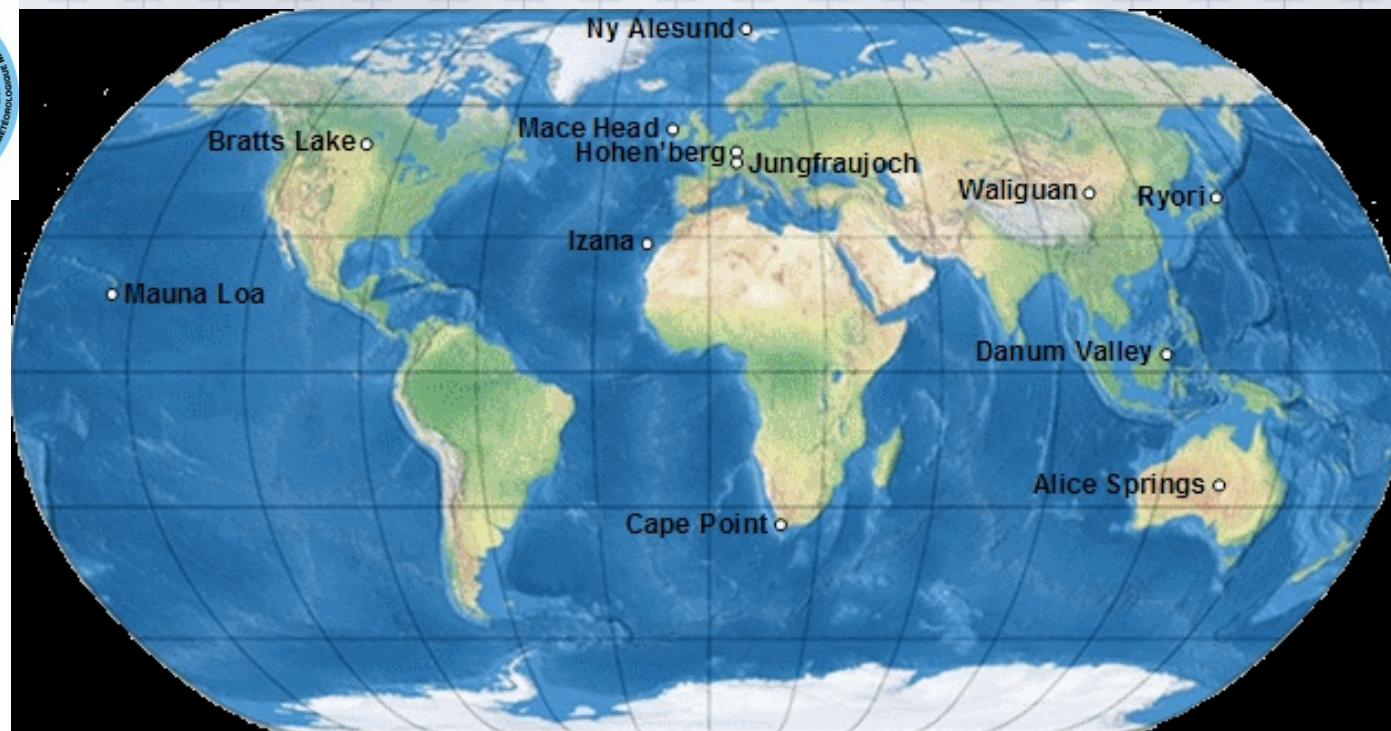 Ny Alesund
MÉTÉOROLOGIQUE
Mace Head
Bratts Lake
Hohen'berg
Jungfraujoch
Waliguan
Ryori
Izana
Mauna Loa
Danum Valley
Alice Springs
Cape Point